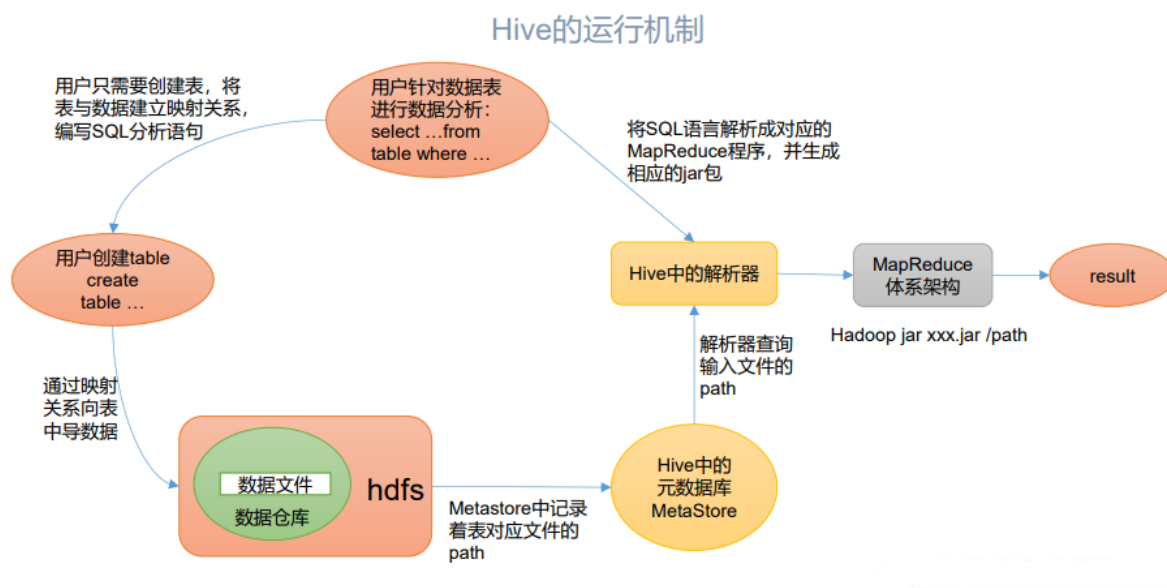 Hive的运行机制
用户只需要创建表，将
表与数据建立映射关系，
编写SQL分析语句
用户针对数据表
进行数据分析：
select ...from
table where ...
将SQL语言解析成对应的
MapReduce程序，并生成
相应的jar包
用户创建table
create
table ...
Hive中的解析器
MapReduce
体系架构
result
Hadoop jar xxx.jar /path
解析器查询
输入文件的
path
通过映射
关系向表
中导数据
数据文件
数据仓库
hdfs
Metastore中记录
着表对应文件的
path
Hive中的
元数据库
MetaStore